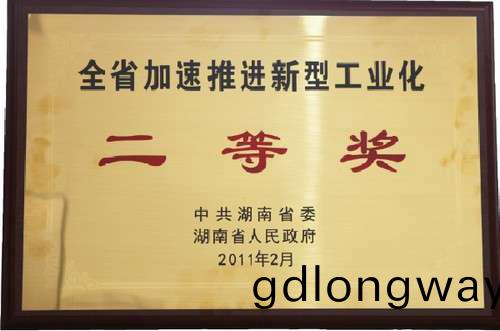 全省加速推进新型工业化
二等奖
中共湖南省委
湖南省人民政府
2011年2月
gdlongway